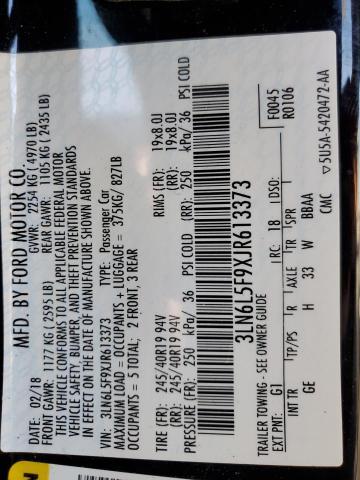 MFD. BY FORD MOTOR CO.
DATE: 02/18 GVWR: 2254 KG ( 4970 LB)
FRONT GAWR: 1177 KG ( 2595 LB) REAR GAWR: 1105 KG ( 2435 LB)
THIS VEHICLE CONFORMS TO ALL APPLICABLE FEDERAL MOTOR
VEHICLE SAFETY, BUMPER, AND THEFT PREVENTION STANDARDS
IN EFFECT ON THE DATE OF MANUFACTURE SHOWN ABOVE.
VIN: 3LN6L5F9XJR613373 TYPE: Passenger Car
MAXIMUM LOAD = OCCUPANTS + LUGGAGE = 375KG/ 827LB
OCCUPANTS = 5 TOTAL: 2 FRONT, 3 REAR
TIRE (FR): 245/40R19 94V RIMS (FR): 19x8.0J
(RR): 245/40R19 94V (RR): 19x8.0J
PRESSURE (FR): 250 kPa/ 36 PSI COLD (RR): 250 kPa/ 36 PSI COLD
3LN6L5F9XJR613373
F0045
R0106
TRAILER TOWING - SEE OWNER GUIDE
EXT ENT: G1 RC: 18 DSO:
INT TR TP/PS R AXLE TR SPR
GE H 33 W BBAA
CMC 5U5A-5420472-AA
N